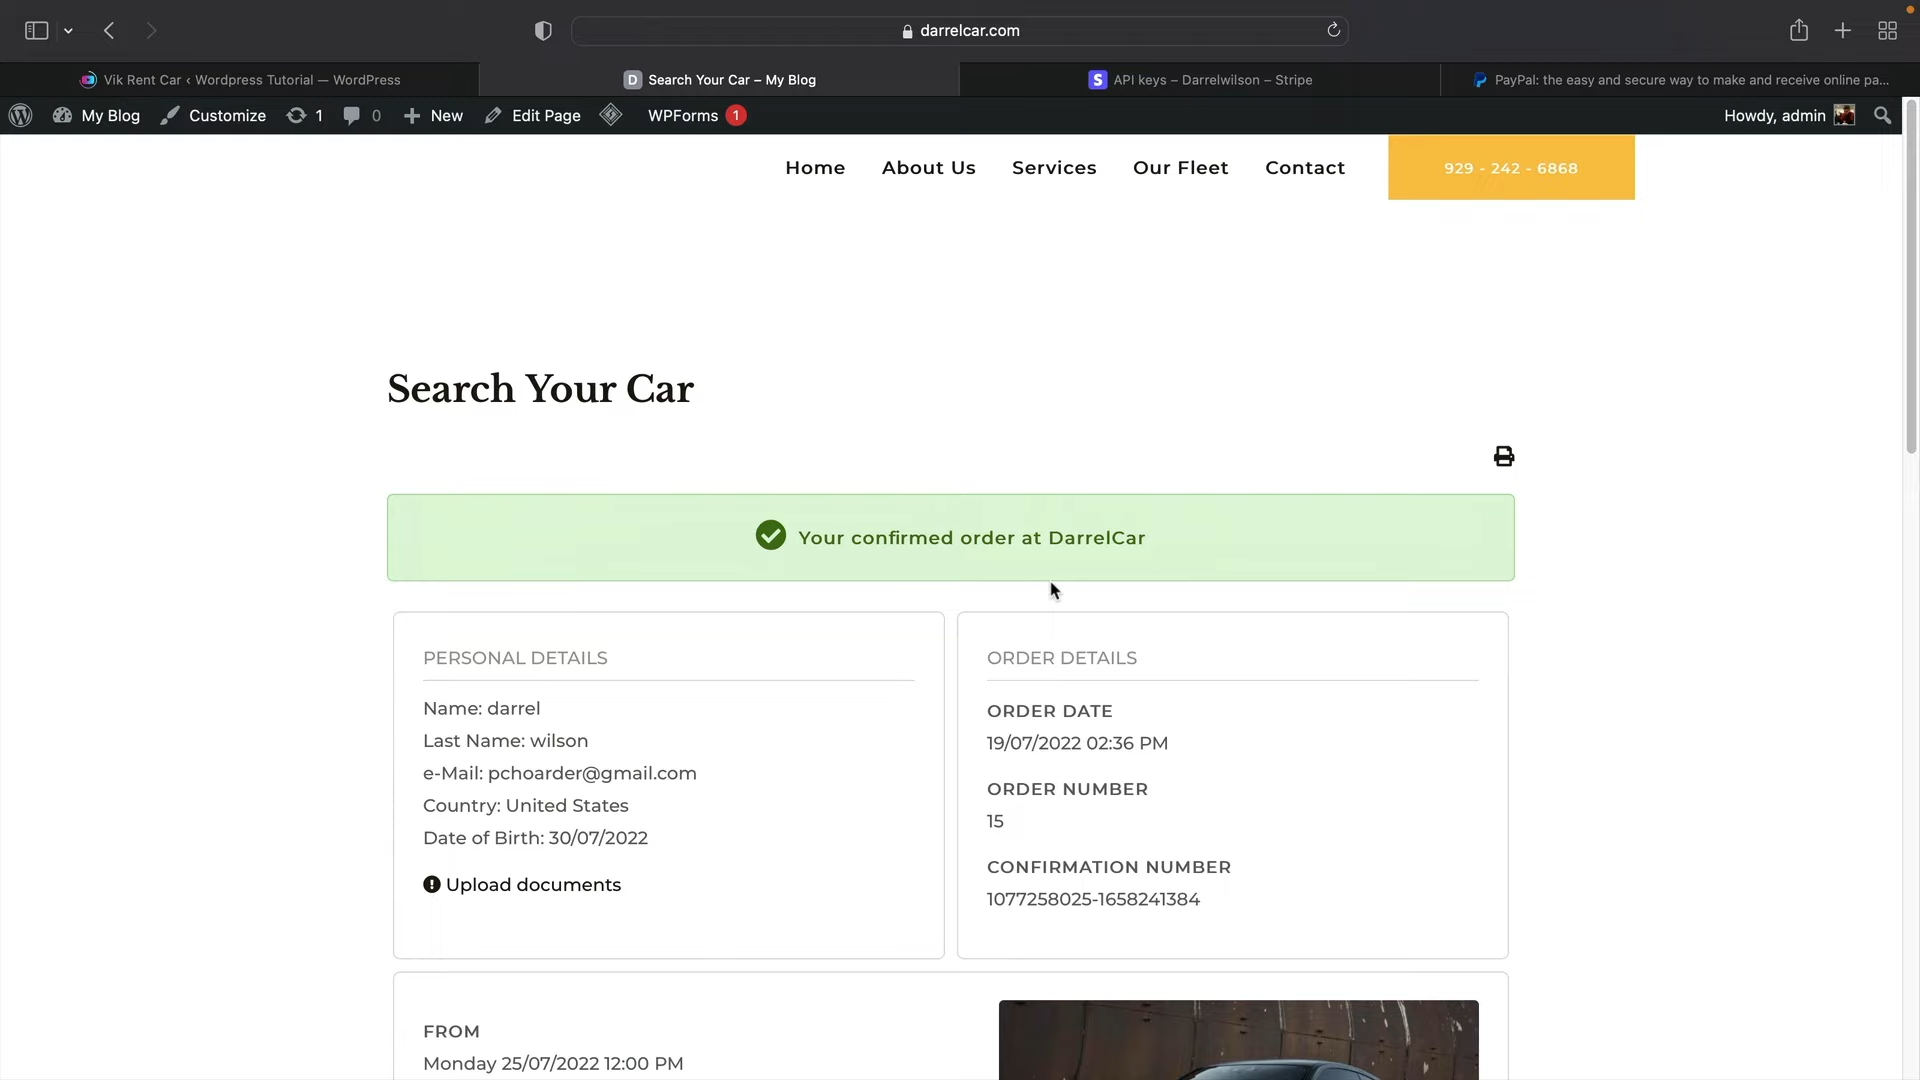 darrelcar.com
Vik Rent Car ‹ Wordpress Tutorial — WordPress
D Search Your Car – My Blog
S API keys – Darrelwilson – Stripe
PayPal: the easy and secure way to make and receive online pa...
My Blog Customize 1 0 New Edit Page WPForms 1 Howdy, admin
Home About Us Services Our Fleet Contact 929 - 242 - 6868
Search Your Car
Your confirmed order at DarrelCar
PERSONAL DETAILS
Name: darrel
Last Name: wilson
e-Mail: pchoarder@gmail.com
Country: United States
Date of Birth: 30/07/2022
Upload documents
ORDER DETAILS
ORDER DATE
19/07/2022 02:36 PM
ORDER NUMBER
15
CONFIRMATION NUMBER
1077258025-1658241384
FROM
Monday 25/07/2022 12:00 PM